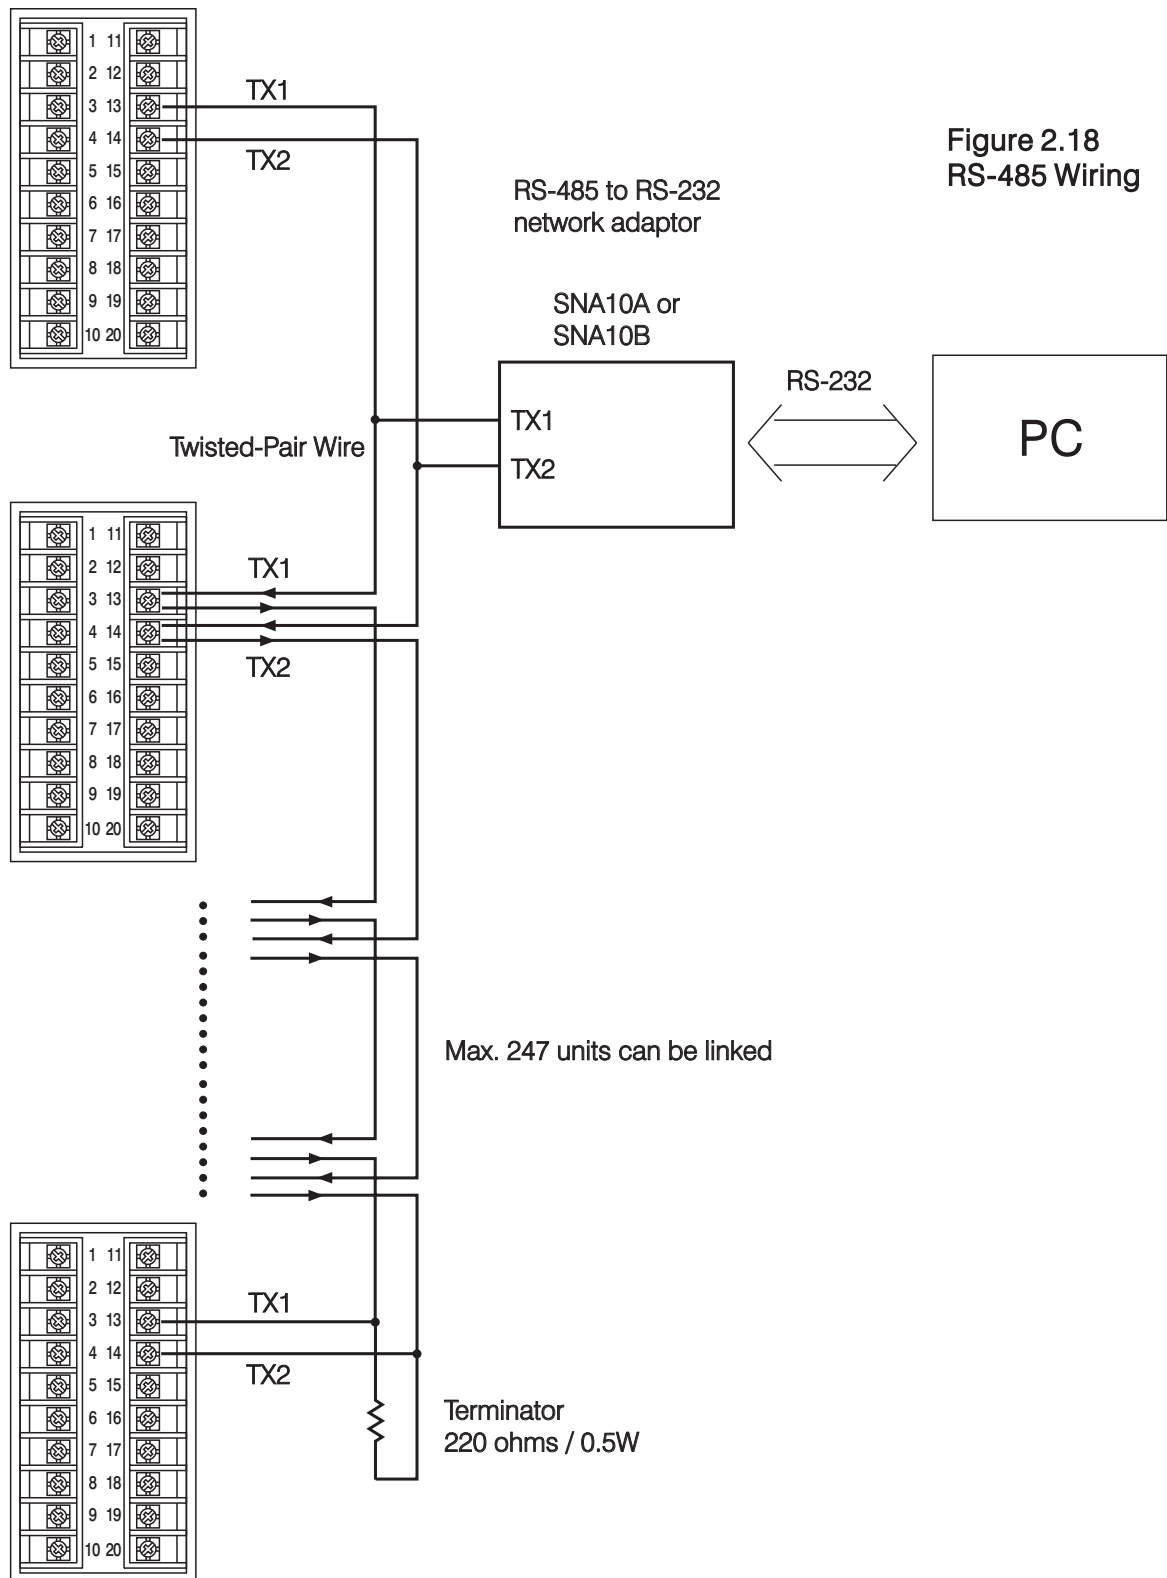 1 11
2 12
3 13
4 14
5 15
6 16
7 17
8 18
9 19
10 20
TX1
TX2
Figure 2.18
RS-485 Wiring
RS-485 to RS-232
network adaptor
SNA10A or
SNA10B
TX1
TX2
RS-232
PC
Twisted-Pair Wire
1 11
2 12
3 13
4 14
5 15
6 16
7 17
8 18
9 19
10 20
TX1
TX2
Max. 247 units can be linked
1 11
2 12
3 13
4 14
5 15
6 16
7 17
8 18
9 19
10 20
TX1
TX2
Terminator
220 ohms / 0.5W